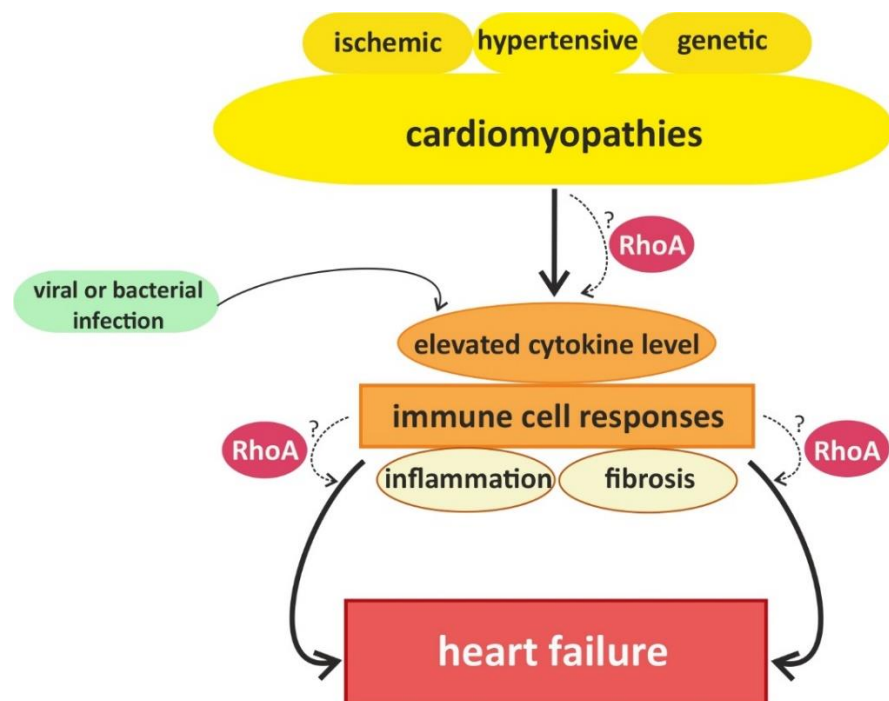 ischemic
hypertensive
genetic
cardiomyopathies
?
RhoA
viral or bacterial
infection
elevated cytokine level
immune cell responses
?
RhoA
?
RhoA
inflammation
fibrosis
heart failure